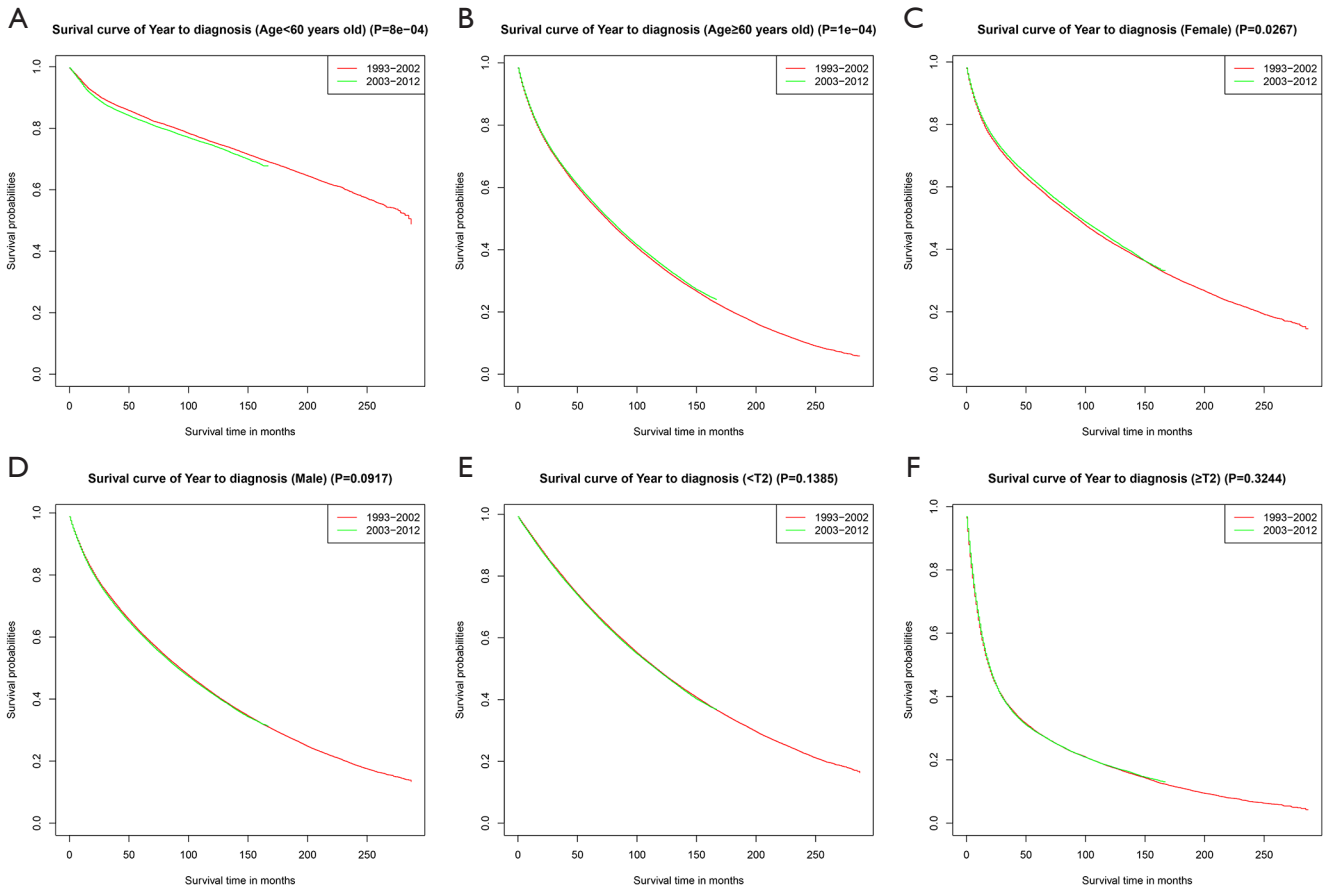 A
Surival curve of Year to diagnosis (Age<60 years old) (P=8e−04)
1993−2002
2003−2012
Survival probabilities
1.0
0.8
0.6
0.4
0.2
0.0
0 50 100 150 200 250
Survival time in months
B
Surival curve of Year to diagnosis (Age≥60 years old) (P=1e−04)
1993−2002
2003−2012
Survival probabilities
1.0
0.8
0.6
0.4
0.2
0.0
0 50 100 150 200 250
Survival time in months
C
Surival curve of Year to diagnosis (Female) (P=0.0267)
1993−2002
2003−2012
Survival probabilities
1.0
0.8
0.6
0.4
0.2
0.0
0 50 100 150 200 250
Survival time in months
D
Surival curve of Year to diagnosis (Male) (P=0.0917)
1993−2002
2003−2012
Survival probabilities
1.0
0.8
0.6
0.4
0.2
0.0
0 50 100 150 200 250
Survival time in months
E
Surival curve of Year to diagnosis (<T2) (P=0.1385)
1993−2002
2003−2012
Survival probabilities
1.0
0.8
0.6
0.4
0.2
0.0
0 50 100 150 200 250
Survival time in months
F
Surival curve of Year to diagnosis (≥T2) (P=0.3244)
1993−2002
2003−2012
Survival probabilities
1.0
0.8
0.6
0.4
0.2
0.0
0 50 100 150 200 250
Survival time in months